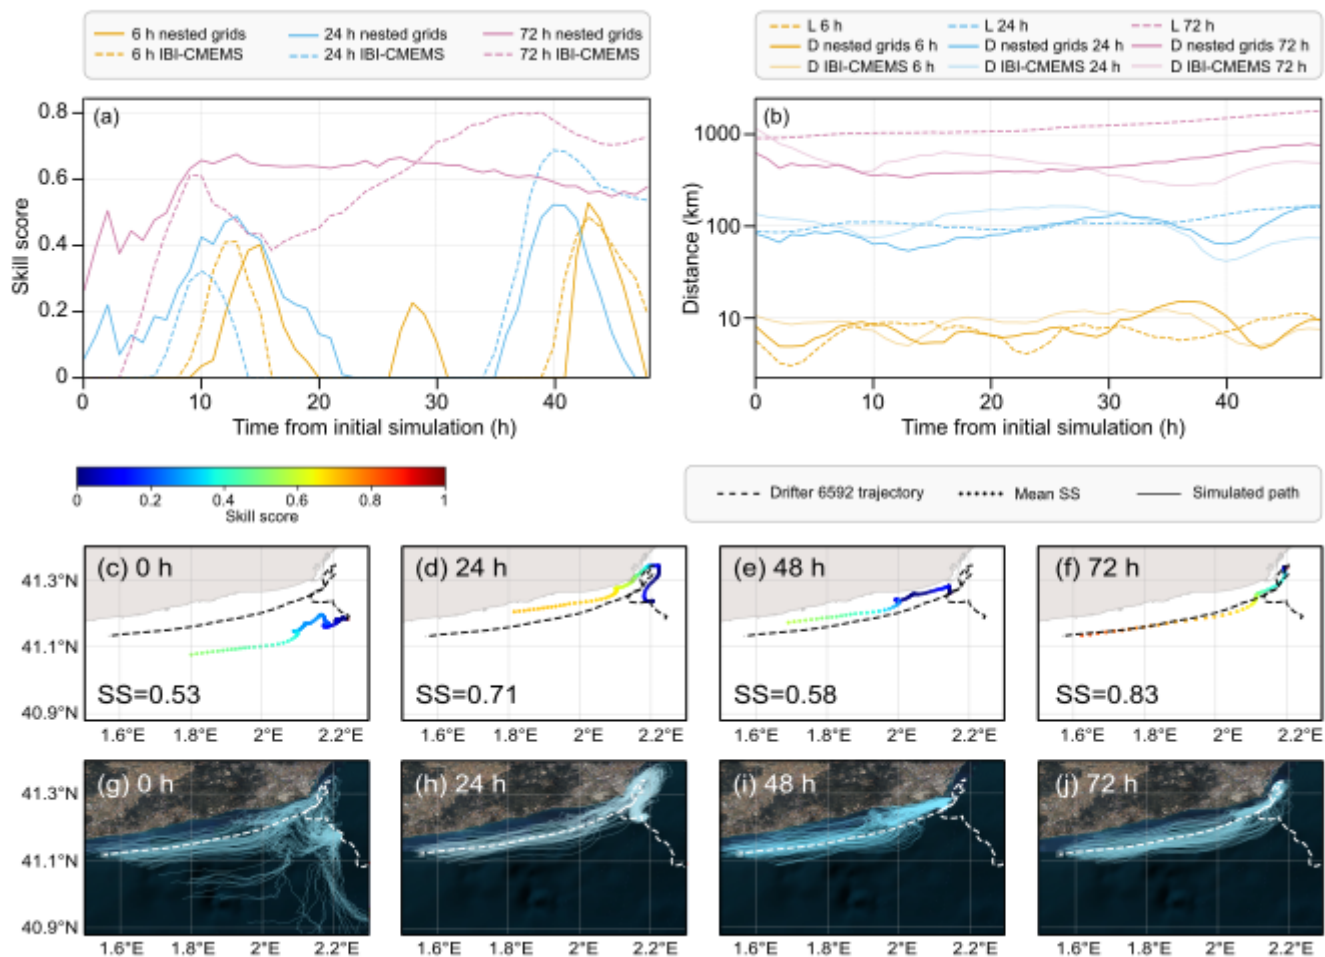 6 h nested grids 24 h nested grids 72 h nested grids
6 h IBI-CMEMS 24 h IBI-CMEMS 72 h IBI-CMEMS
L 6 h L 24 h L 72 h
D nested grids 6 h D nested grids 24 h D nested grids 72 h
D IBI-CMEMS 6 h D IBI-CMEMS 24 h D IBI-CMEMS 72 h
(a)
0.8
0.6
0.4
0.2
0
Skill score
0 10 20 30 40
Time from initial simulation (h)
(b)
1000
100
10
Distance (km)
0 10 20 30 40
Time from initial simulation (h)
0 0.2 0.4 0.6 0.8 1
Skill score
Drifter 6592 trajectory Mean SS Simulated path
(c) 0 h (d) 24 h (e) 48 h (f) 72 h
41.3°N
41.1°N
40.9°N
SS=0.53 SS=0.71 SS=0.58 SS=0.83
1.6°E 1.8°E 2°E 2.2°E 1.6°E 1.8°E 2°E 2.2°E 1.6°E 1.8°E 2°E 2.2°E 1.6°E 1.8°E 2°E 2.2°E
(g) 0 h (h) 24 h (i) 48 h (j) 72 h
41.3°N
41.1°N
40.9°N
1.6°E 1.8°E 2°E 2.2°E 1.6°E 1.8°E 2°E 2.2°E 1.6°E 1.8°E 2°E 2.2°E 1.6°E 1.8°E 2°E 2.2°E